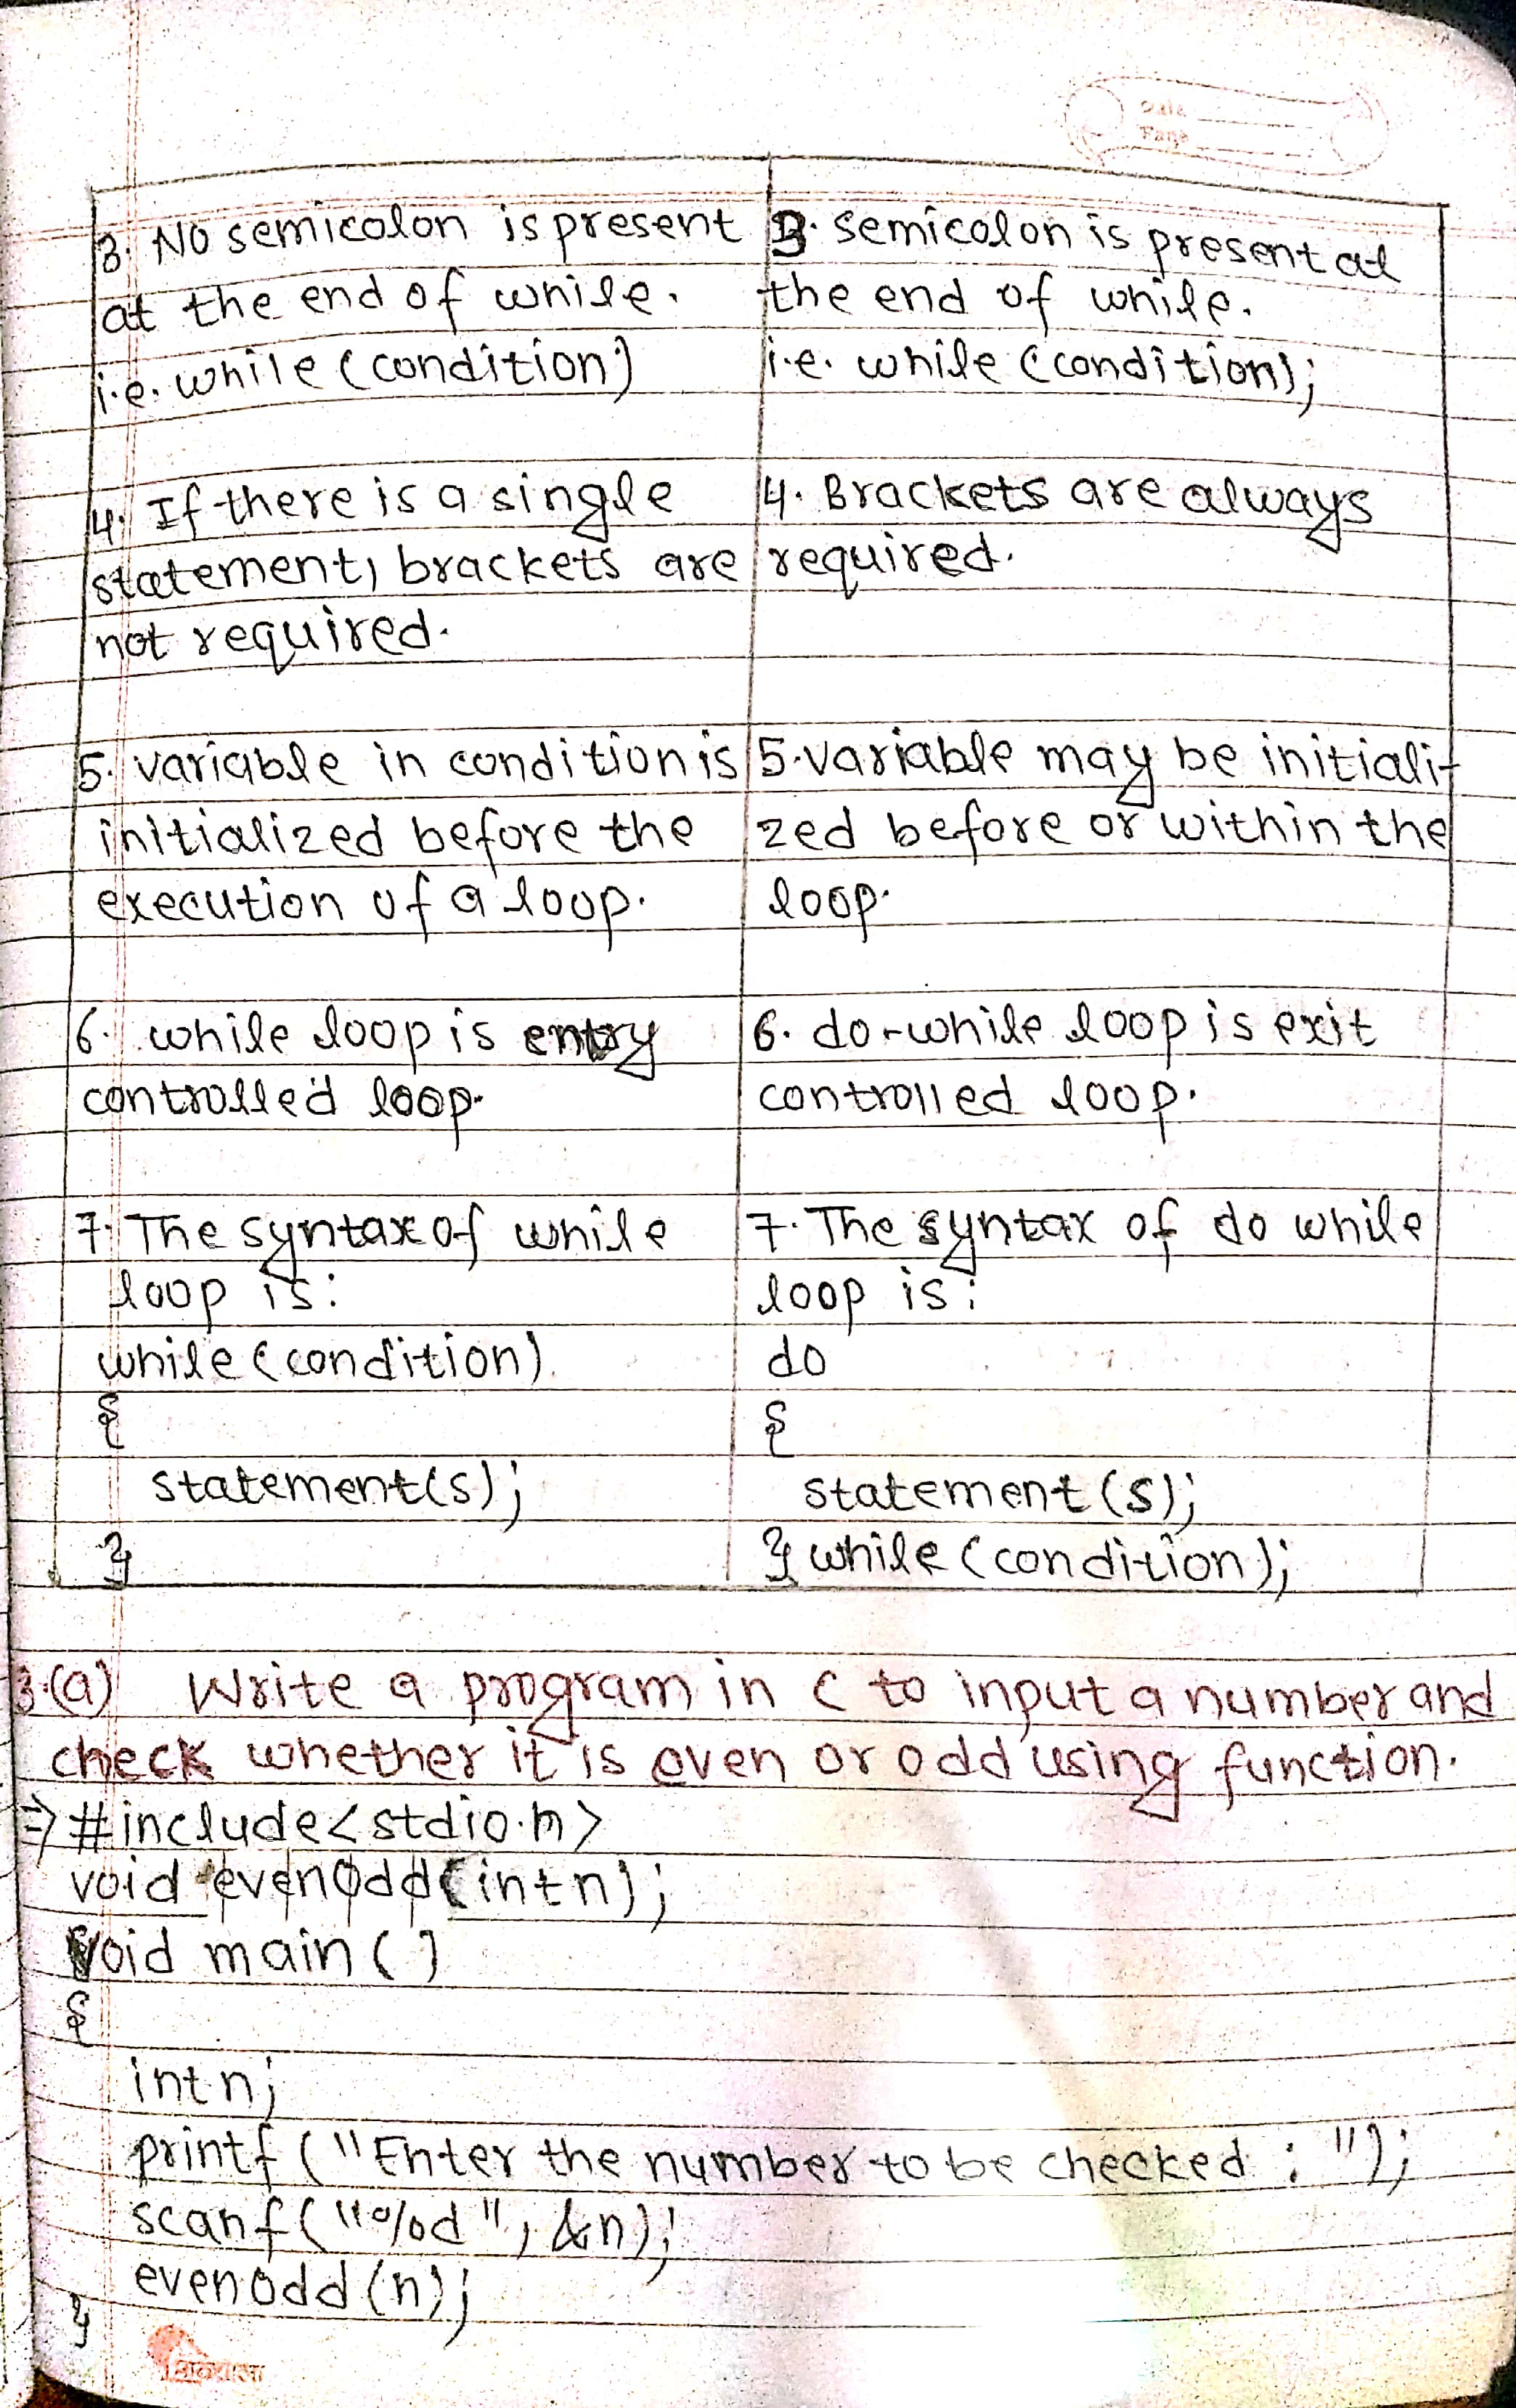 Date
Page
3. No semicolon is present
at the end of while.
i.e. while (condition)
3. semicolon is present at
the end of while.
i.e. while (condition);
4. If there is a single
statement, brackets are
not required.
4. Brackets are always
required.
5. variable in condition is
initialized before the
execution of a loop.
5. variable may be initiali-
zed before or within the
loop.
6. while loop is entry
controlled loop.
6. do-while loop is exit
controlled loop.
7. The syntax of while
loop is:
while (condition)
{
statement(s);
}
7. The syntax of do while
loop is:
do
{
statement(s);
} while (condition);
3.(a) Write a program in C to input a number and
check whether it is even or odd using function.
⇒ #include<stdio.h>
void evenOdd(int n);
void main()
{
int n;
printf("Enter the number to be checked : ");
scanf("%d", &n);
evenodd(n);
}